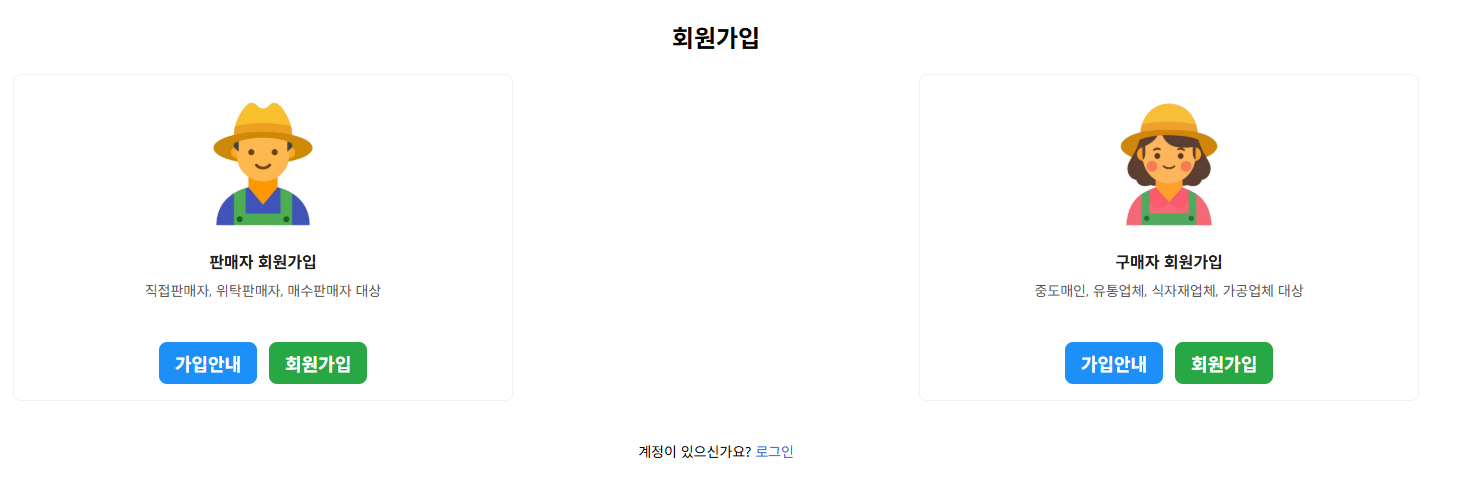 회원가입
판매자 회원가입
직접판매자, 위탁판매자, 매수판매자 대상
가입안내
회원가입
구매자 회원가입
중도매인, 유통업체, 식자재업체, 가공업체 대상
가입안내
회원가입
계정이 있으신가요? 로그인